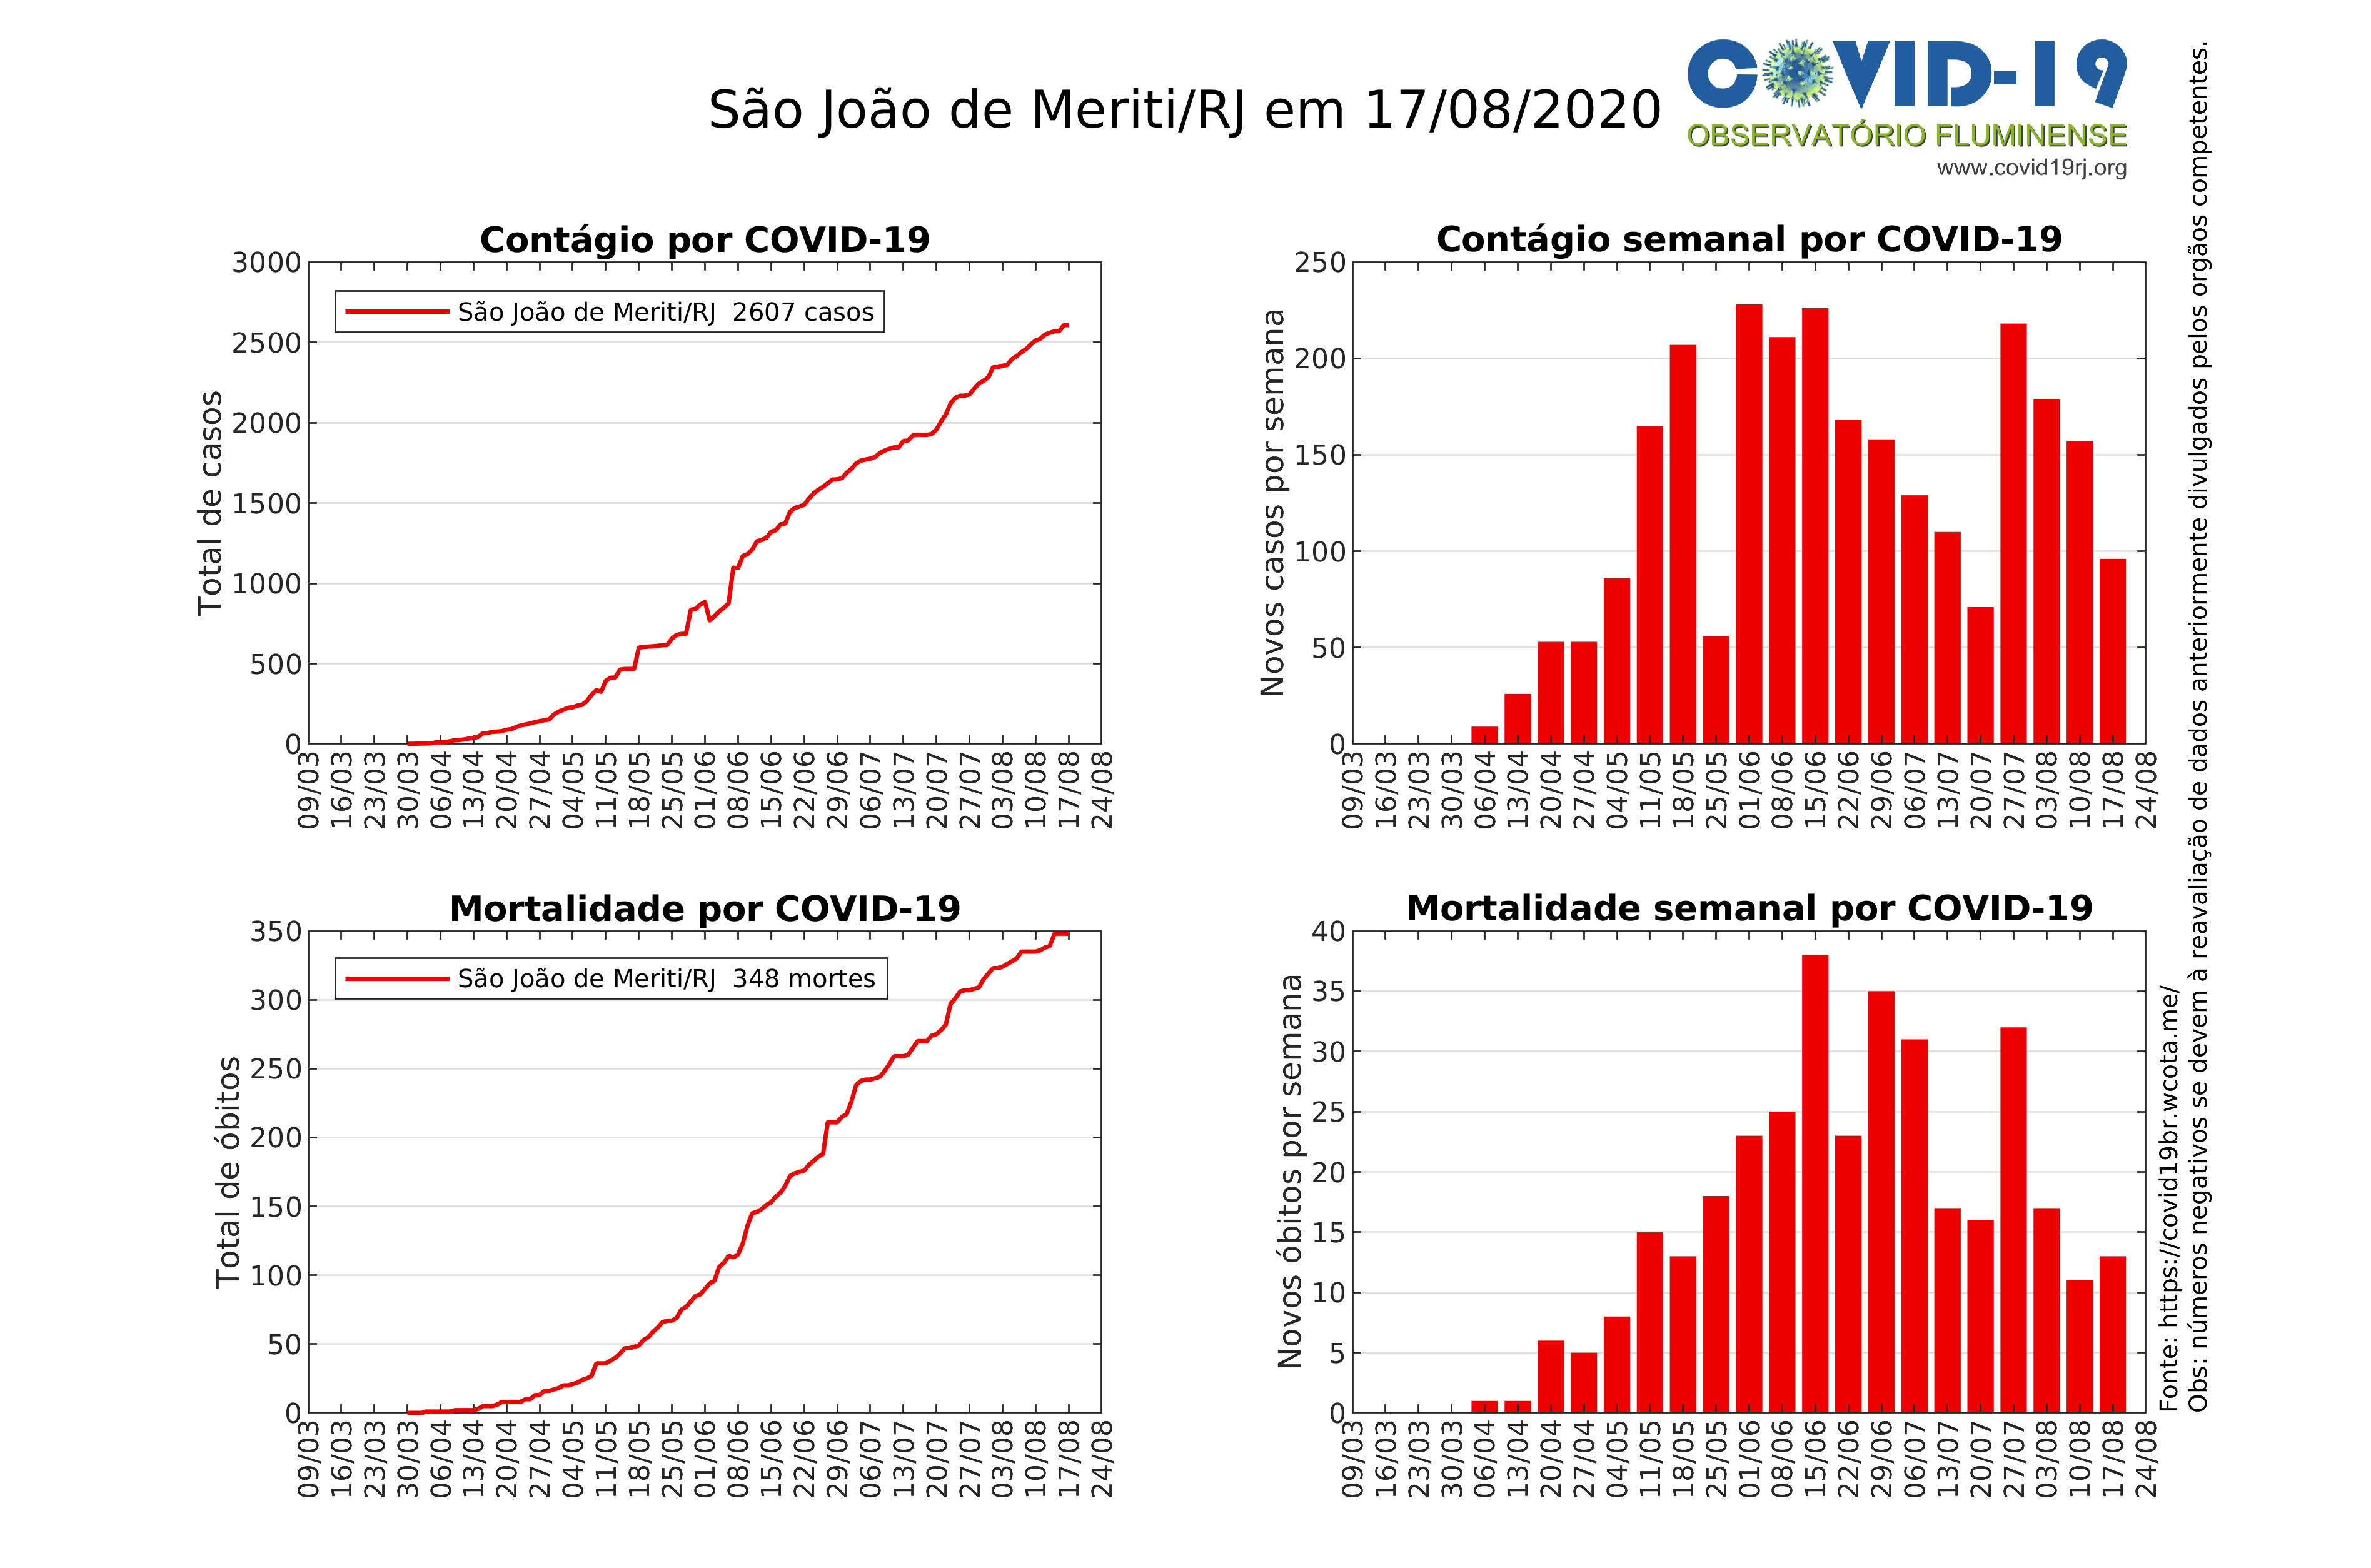 São João de Meriti/RJ em 17/08/2020
COVID-19
OBSERVATÓRIO FLUMINENSE
www.covid19rj.org
Contágio por COVID-19
Total de casos
3000
2500
2000
1500
1000
500
0
São João de Meriti/RJ 2607 casos
09/03 16/03 23/03 30/03 06/04 13/04 20/04 27/04 04/05 11/05 18/05 25/05 01/06 08/06 15/06 22/06 29/06 06/07 13/07 20/07 27/07 03/08 10/08 17/08 24/08
Contágio semanal por COVID-19
Novos casos por semana
250
200
150
100
50
0
09/03 16/03 23/03 30/03 06/04 13/04 20/04 27/04 04/05 11/05 18/05 25/05 01/06 08/06 15/06 22/06 29/06 06/07 13/07 20/07 27/07 03/08 10/08 17/08 24/08
Mortalidade por COVID-19
Total de óbitos
350
300
250
200
150
100
50
0
São João de Meriti/RJ 348 mortes
09/03 16/03 23/03 30/03 06/04 13/04 20/04 27/04 04/05 11/05 18/05 25/05 01/06 08/06 15/06 22/06 29/06 06/07 13/07 20/07 27/07 03/08 10/08 17/08 24/08
Mortalidade semanal por COVID-19
Novos óbitos por semana
40
35
30
25
20
15
10
5
0
09/03 16/03 23/03 30/03 06/04 13/04 20/04 27/04 04/05 11/05 18/05 25/05 01/06 08/06 15/06 22/06 29/06 06/07 13/07 20/07 27/07 03/08 10/08 17/08 24/08
Fonte: https://covid19br.wcota.me/
Obs: números negativos se devem à reavaliação de dados anteriormente divulgados pelos orgãos competentes.